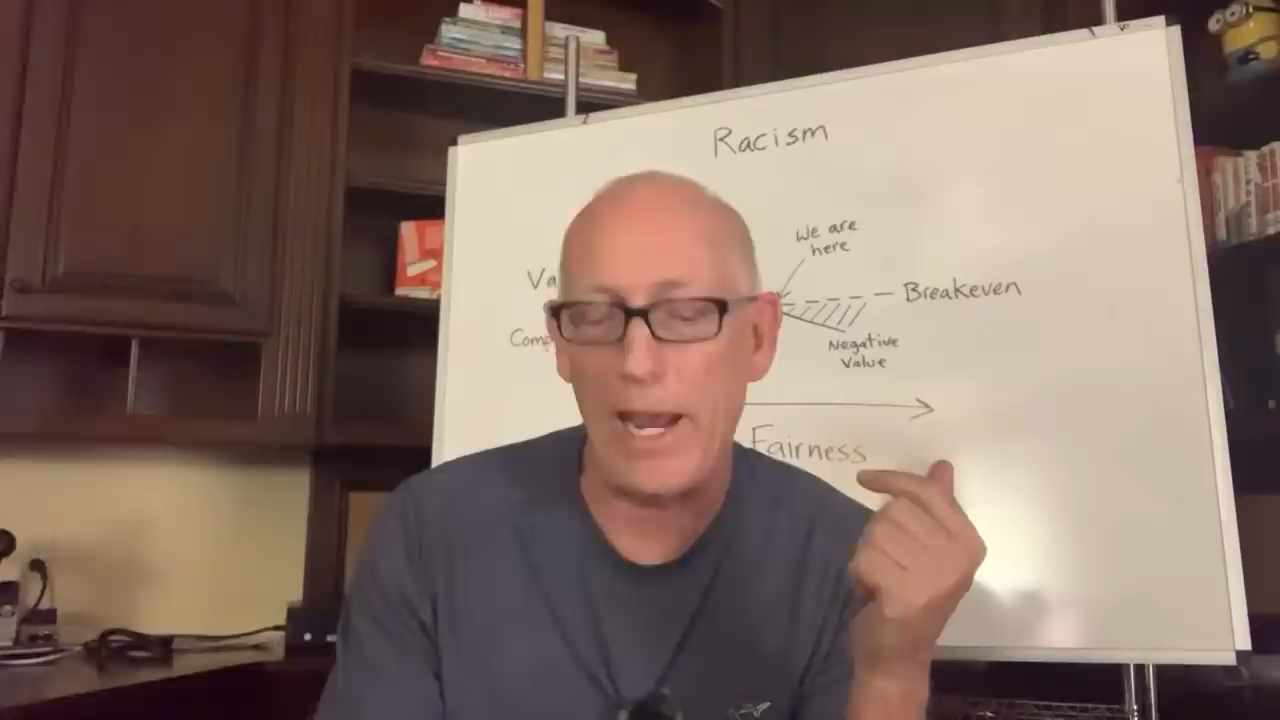 Racism
We are
here
Breakeven
Negative
Value
Fairness